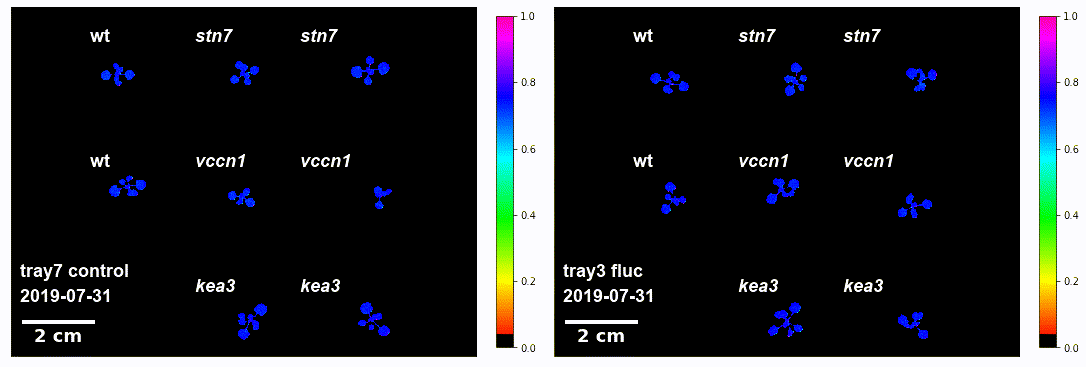 wt stn7 stn7
wt vccn1 vccn1
kea3 kea3
tray7 control
2019-07-31
2 cm
1.0
0.8
0.6
0.4
0.2
0.0
wt stn7 stn7
wt vccn1 vccn1
kea3 kea3
tray3 fluc
2019-07-31
2 cm
1.0
0.8
0.6
0.4
0.2
0.0